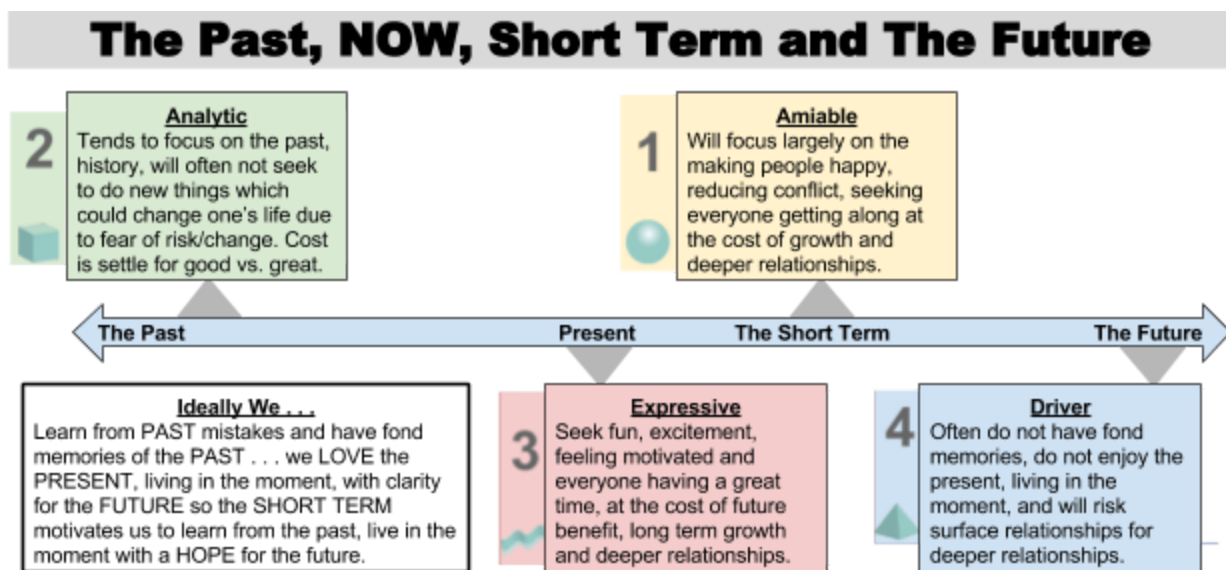 The Past, NOW, Short Term and The Future
2
Analytic
Tends to focus on the past,
history, will often not seek
to do new things which
could change one's life due
to fear of risk/change. Cost
is settle for good vs. great.
1
Amiable
Will focus largely on the
making people happy,
reducing conflict, seeking
everyone getting along at
the cost of growth and
deeper relationships.
The Past
Present
The Short Term
The Future
Ideally We . . .
Learn from PAST mistakes and have fond
memories of the PAST . . . we LOVE the
PRESENT, living in the moment, with clarity
for the FUTURE so the SHORT TERM
motivates us to learn from the past, live in the
moment with a HOPE for the future.
3
Expressive
Seek fun, excitement,
feeling motivated and
everyone having a great
time, at the cost of future
benefit, long term growth
and deeper relationships.
4
Driver
Often do not have fond
memories, do not enjoy the
present, living in the
moment, and will risk
surface relationships for
deeper relationships.